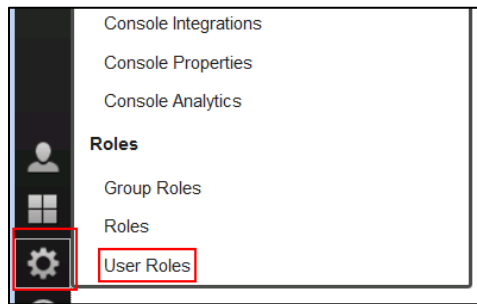 Console Integrations
Console Properties
Console Analytics
Roles
Group Roles
Roles
User Roles